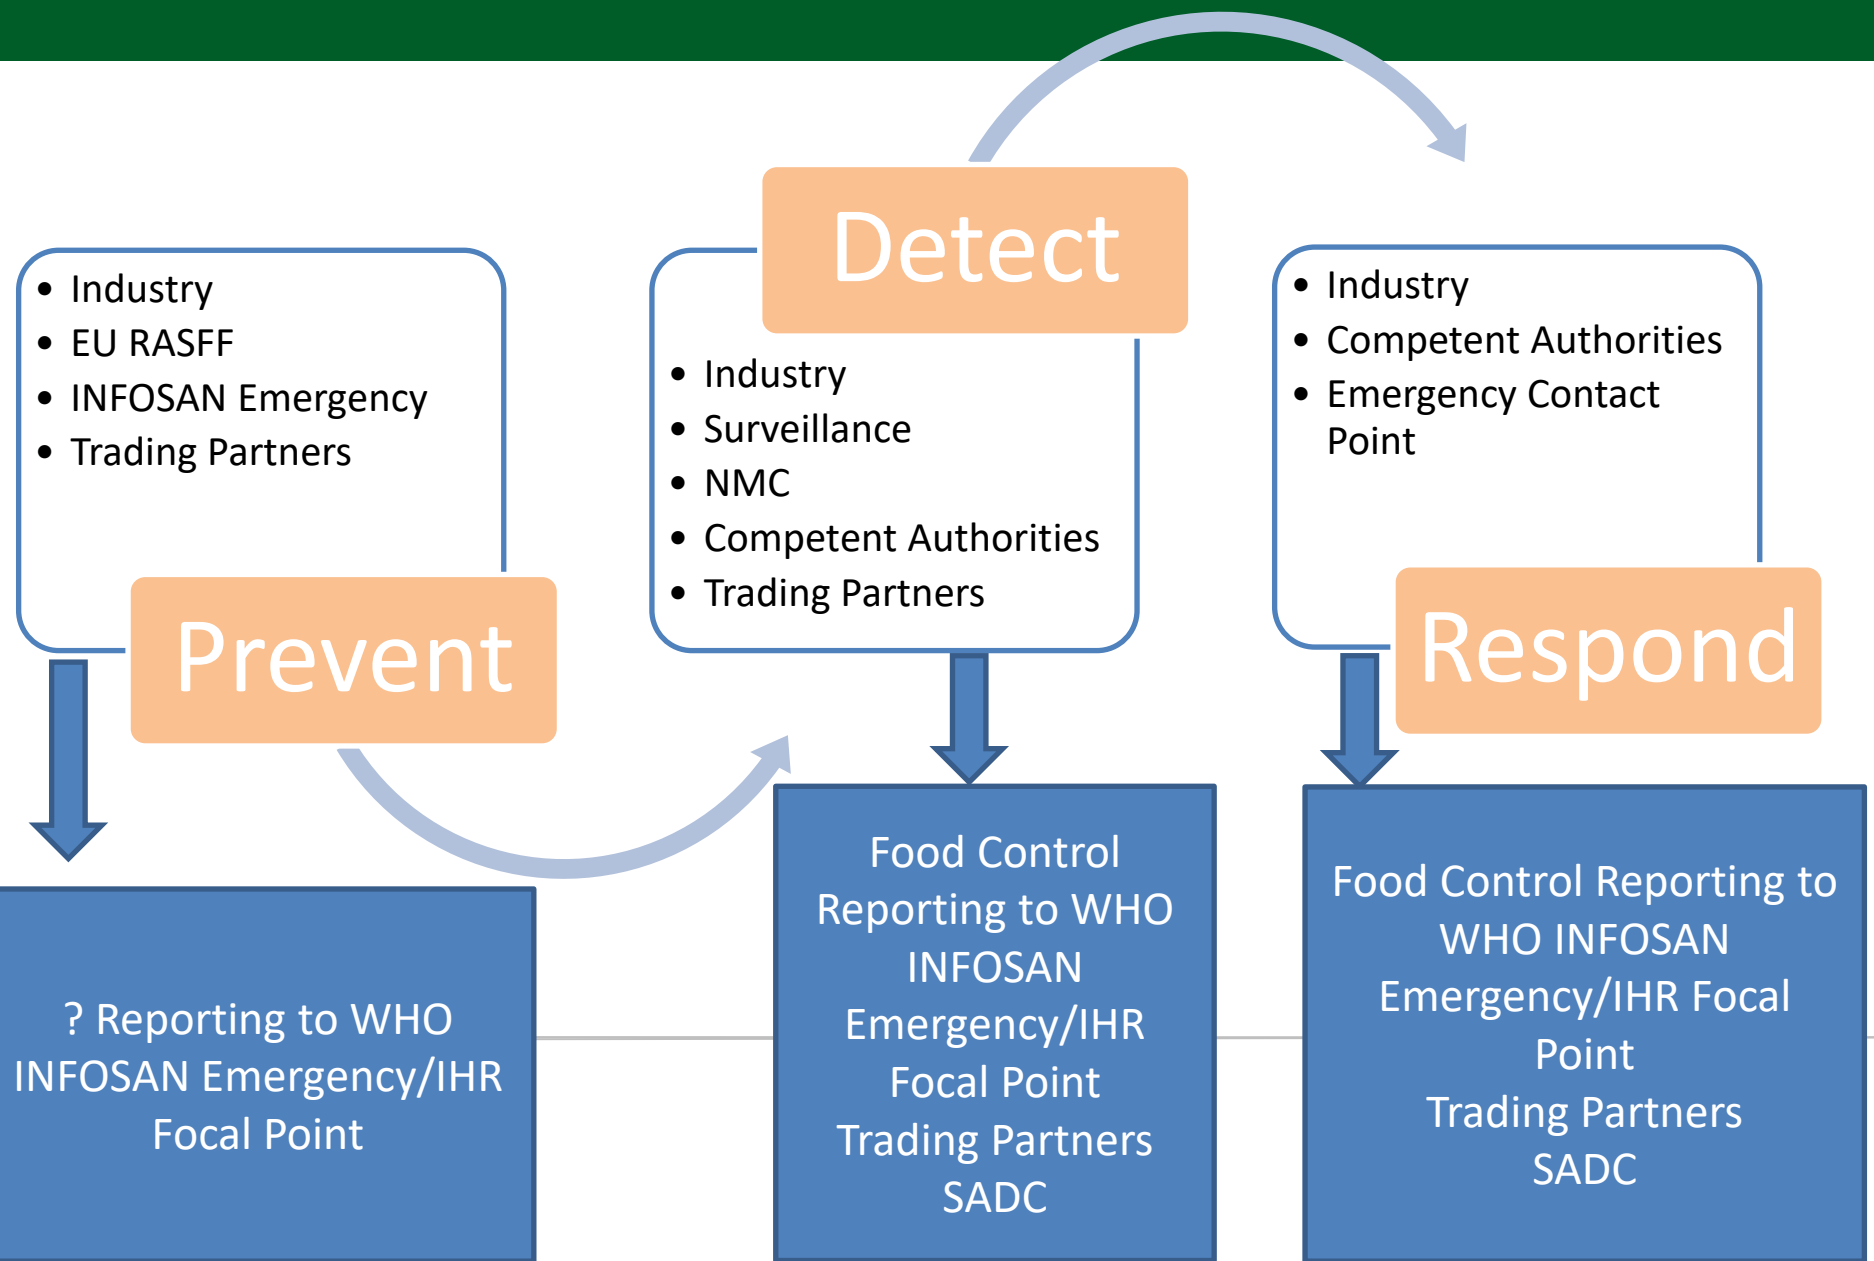 • Industry
• EU RASFF
• INFOSAN Emergency
• Trading Partners
Prevent
? Reporting to WHO
INFOSAN Emergency/IHR
Focal Point
Detect
• Industry
• Surveillance
• NMC
• Competent Authorities
• Trading Partners
Food Control
Reporting to WHO
INFOSAN
Emergency/IHR
Focal Point
Trading Partners
SADC
• Industry
• Competent Authorities
• Emergency Contact
Point
Respond
Food Control Reporting to
WHO INFOSAN
Emergency/IHR Focal
Point
Trading Partners
SADC